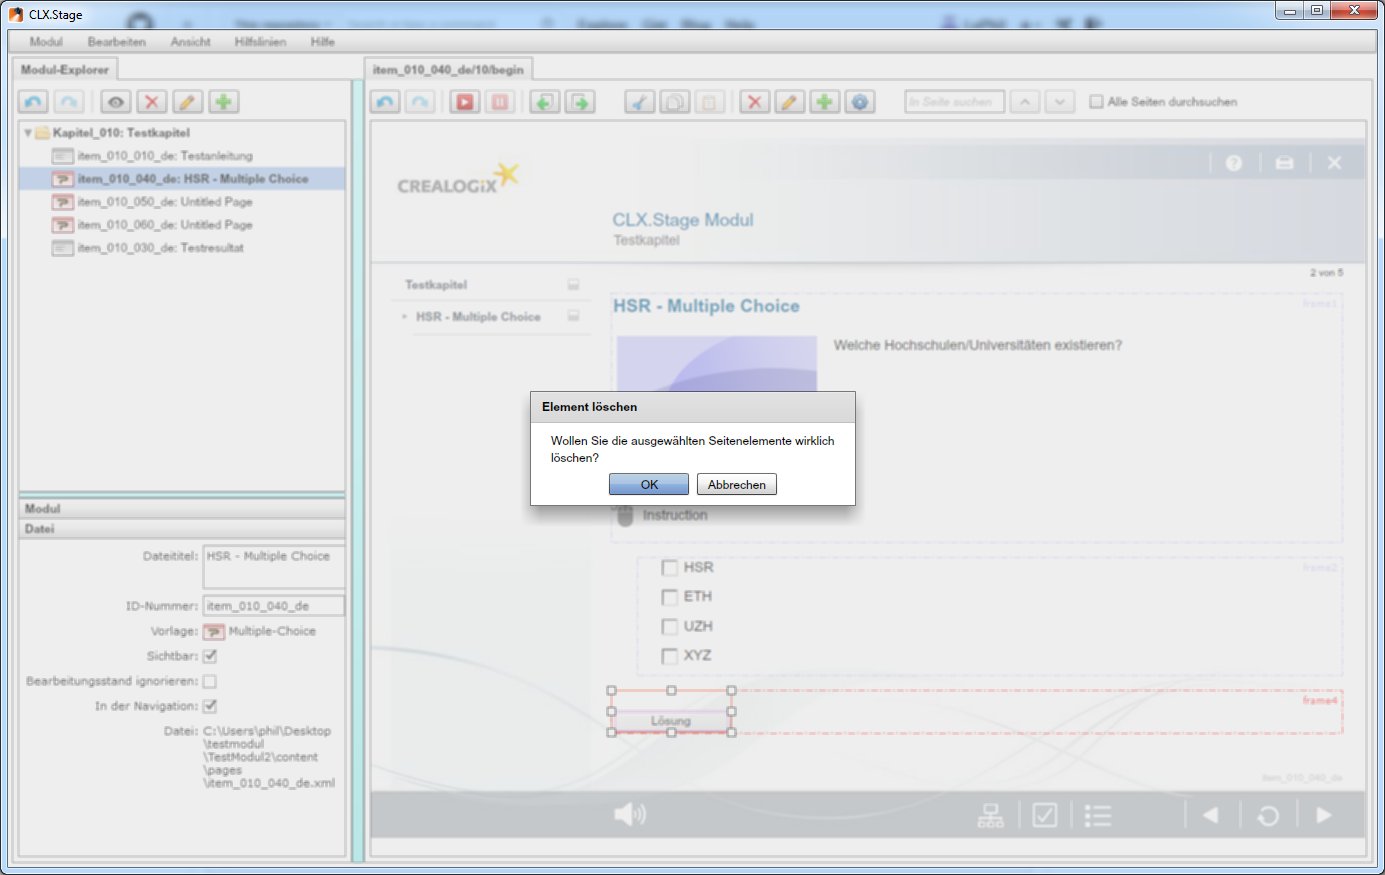 CLX.Stage
Modul Bearbeiten Ansicht Hilfslinien Hilfe
Modul-Explorer
item_010_040_de/10/begin
In Seite suchen
Alle Seiten durchsuchen
Kapitel_010: Testkapitel
item_010_010_de: Testanleitung
item_010_040_de: HSR - Multiple Choice
item_010_050_de: Untitled Page
item_010_060_de: Untitled Page
item_010_030_de: Testresultat
CREALOGIX
CLX.Stage Modul
Testkapitel
2 von 5
Testkapitel
HSR - Multiple Choice
HSR - Multiple Choice
frame1
Welche Hochschulen/Universitäten existieren?
Element löschen
Wollen Sie die ausgewählten Seitenelemente wirklich
löschen?
OK Abbrechen
Instruction
HSR
frame2
ETH
UZH
XYZ
frame4
Lösung
item_010_040_de
Modul
Datei
Dateititel: HSR - Multiple Choice
ID-Nummer: item_010_040_de
Vorlage: Multiple-Choice
Sichtbar:
Bearbeitungsstand ignorieren:
In der Navigation:
Datei: C:\Users\phil\Desktop
\testmodul
\TestModul2\content
\pages
\item_010_040_de.xml